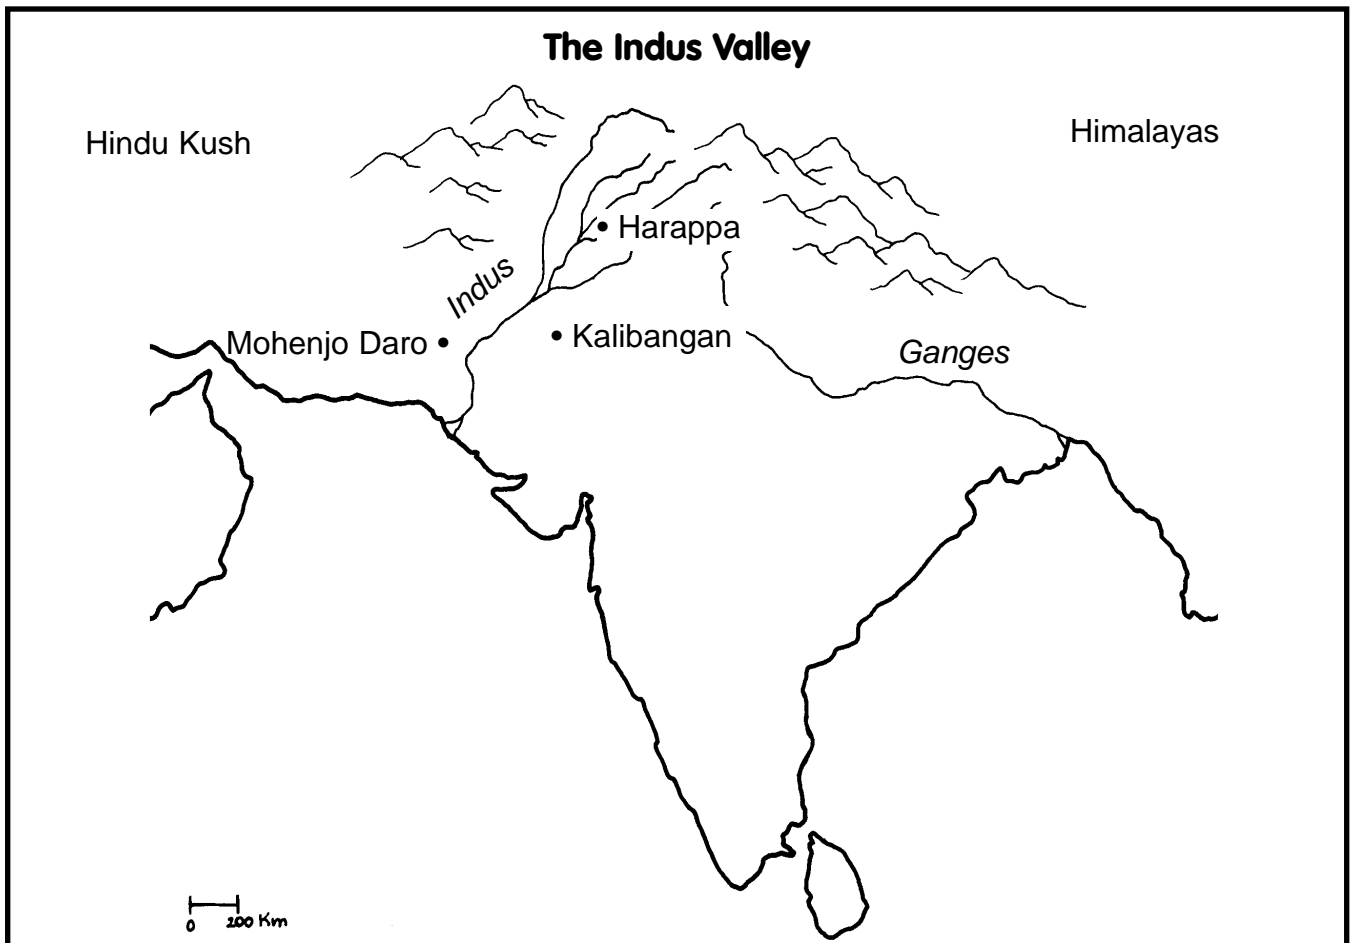 The Indus Valley
Hindu Kush
Himalayas
Harappa
Indus
Mohenjo Daro
Kalibangan
Ganges
0 200 Km